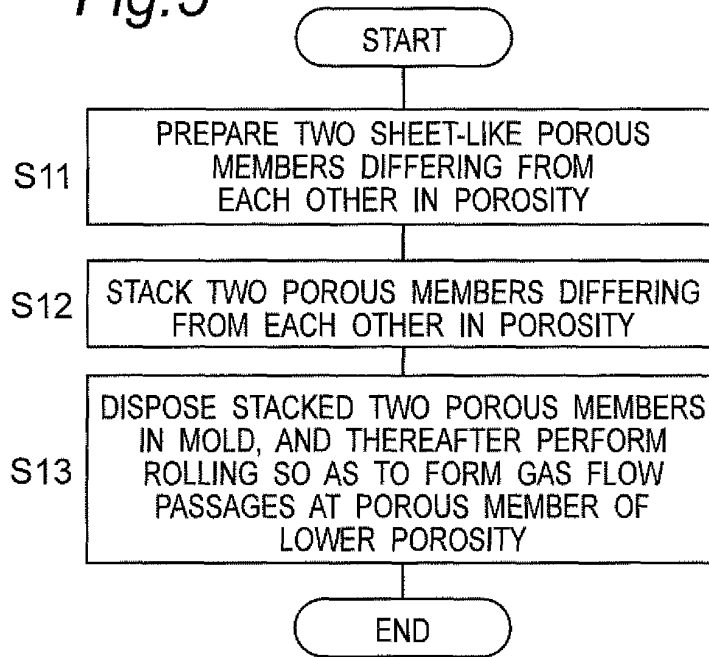 Fig.5
START
S11
PREPARE TWO SHEET-LIKE POROUS
MEMBERS DIFFERING FROM
EACH OTHER IN POROSITY
S12
STACK TWO POROUS MEMBERS DIFFERING
FROM EACH OTHER IN POROSITY
S13
DISPOSE STACKED TWO POROUS MEMBERS
IN MOLD, AND THEREAFTER PERFORM
ROLLING SO AS TO FORM GAS FLOW
PASSAGES AT POROUS MEMBER OF
LOWER POROSITY
END